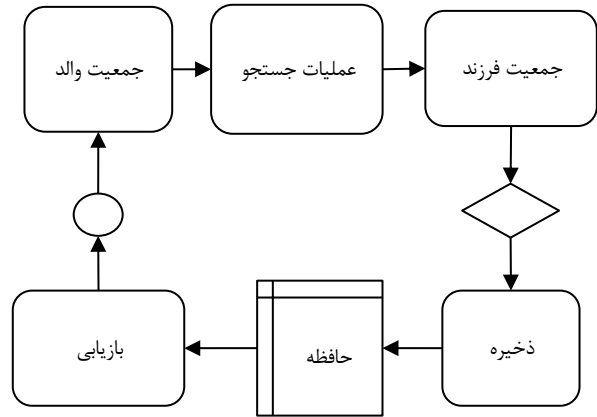 جمعیت والد
عملیات جستجو
جمعیت فرزند
بازیابی
حافظه
ذخیره